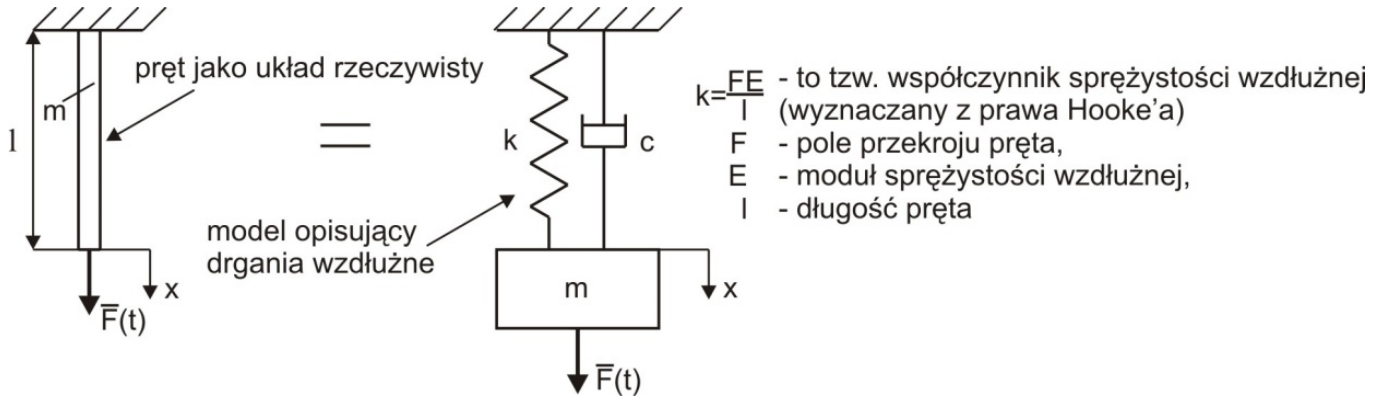 pręt jako układ rzeczywisty
m
l
x
F̅(t)
model opisujący
drgania wzdłużne
k
c
m
x
F̅(t)
k=FE/l - to tzw. współczynnik sprężystości wzdłużnej
(wyznaczany z prawa Hooke'a)
F - pole przekroju pręta,
E - moduł sprężystości wzdłużnej,
l - długość pręta